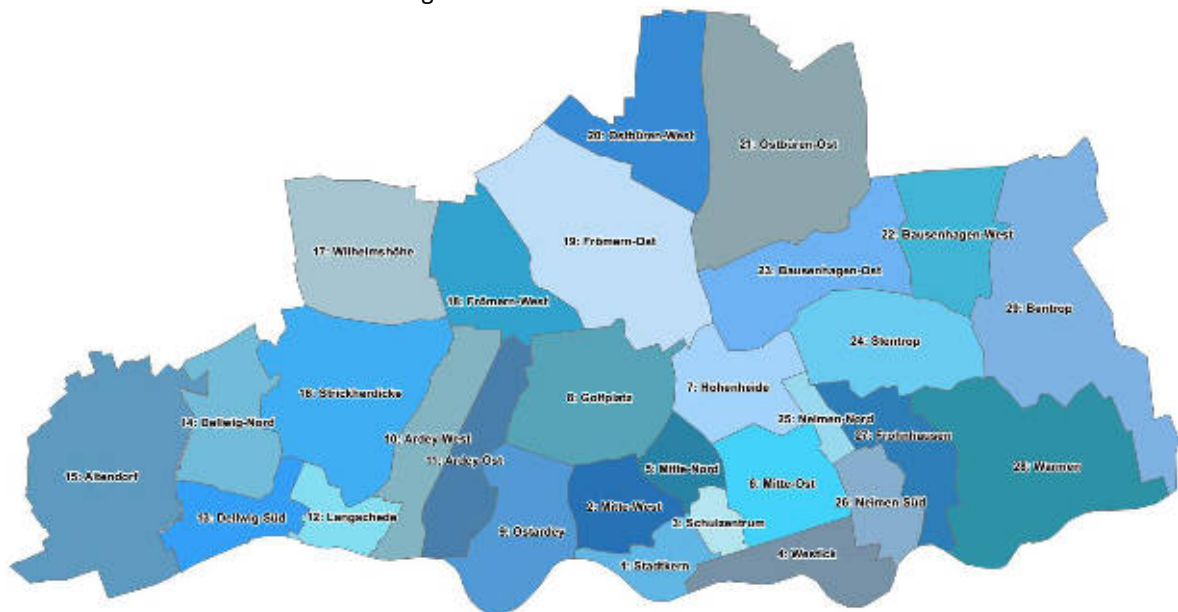 20: Ostbüren-West
21: Ostbüren-Ost
22: Bausenhagen-West
19: Frömern-Ost
17: Wilhelmshöhe
23: Bausenhagen-Ost
18: Frömern-West
29: Bentrop
24: Stentrop
7: Hohenheide
16: Strickherdicke
8: Golfplatz
25: Neimen-Nord
14: Dellwig-Nord
10: Ardey-West
27: Frohnhausen
11: Ardey-Ost
28: Warmen
15: Altendorf
5: Mitte-Nord
6: Mitte-Ost
26: Neimen-Süd
2: Mitte-West
12: Langschede
13: Dellwig-Süd
3: Schulzentrum
9: Ostardey
4: Westick
1: Stadtkern